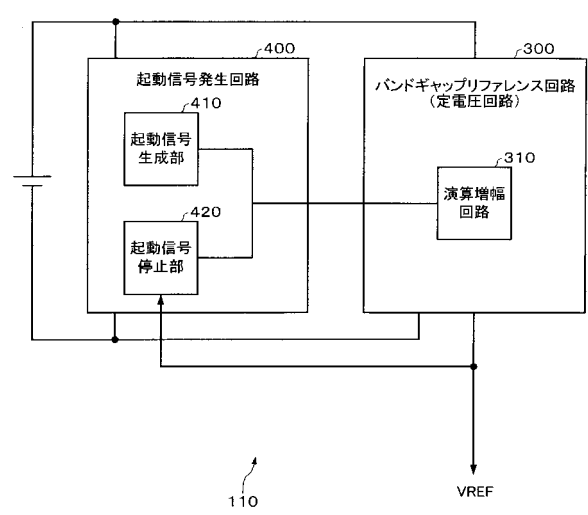 400
起動信号発生回路
410
起動信号
生成部
420
起動信号
停止部
300
バンドギャップリファレンス回路
(定電圧回路)
310
演算増幅
回路
110
VREF